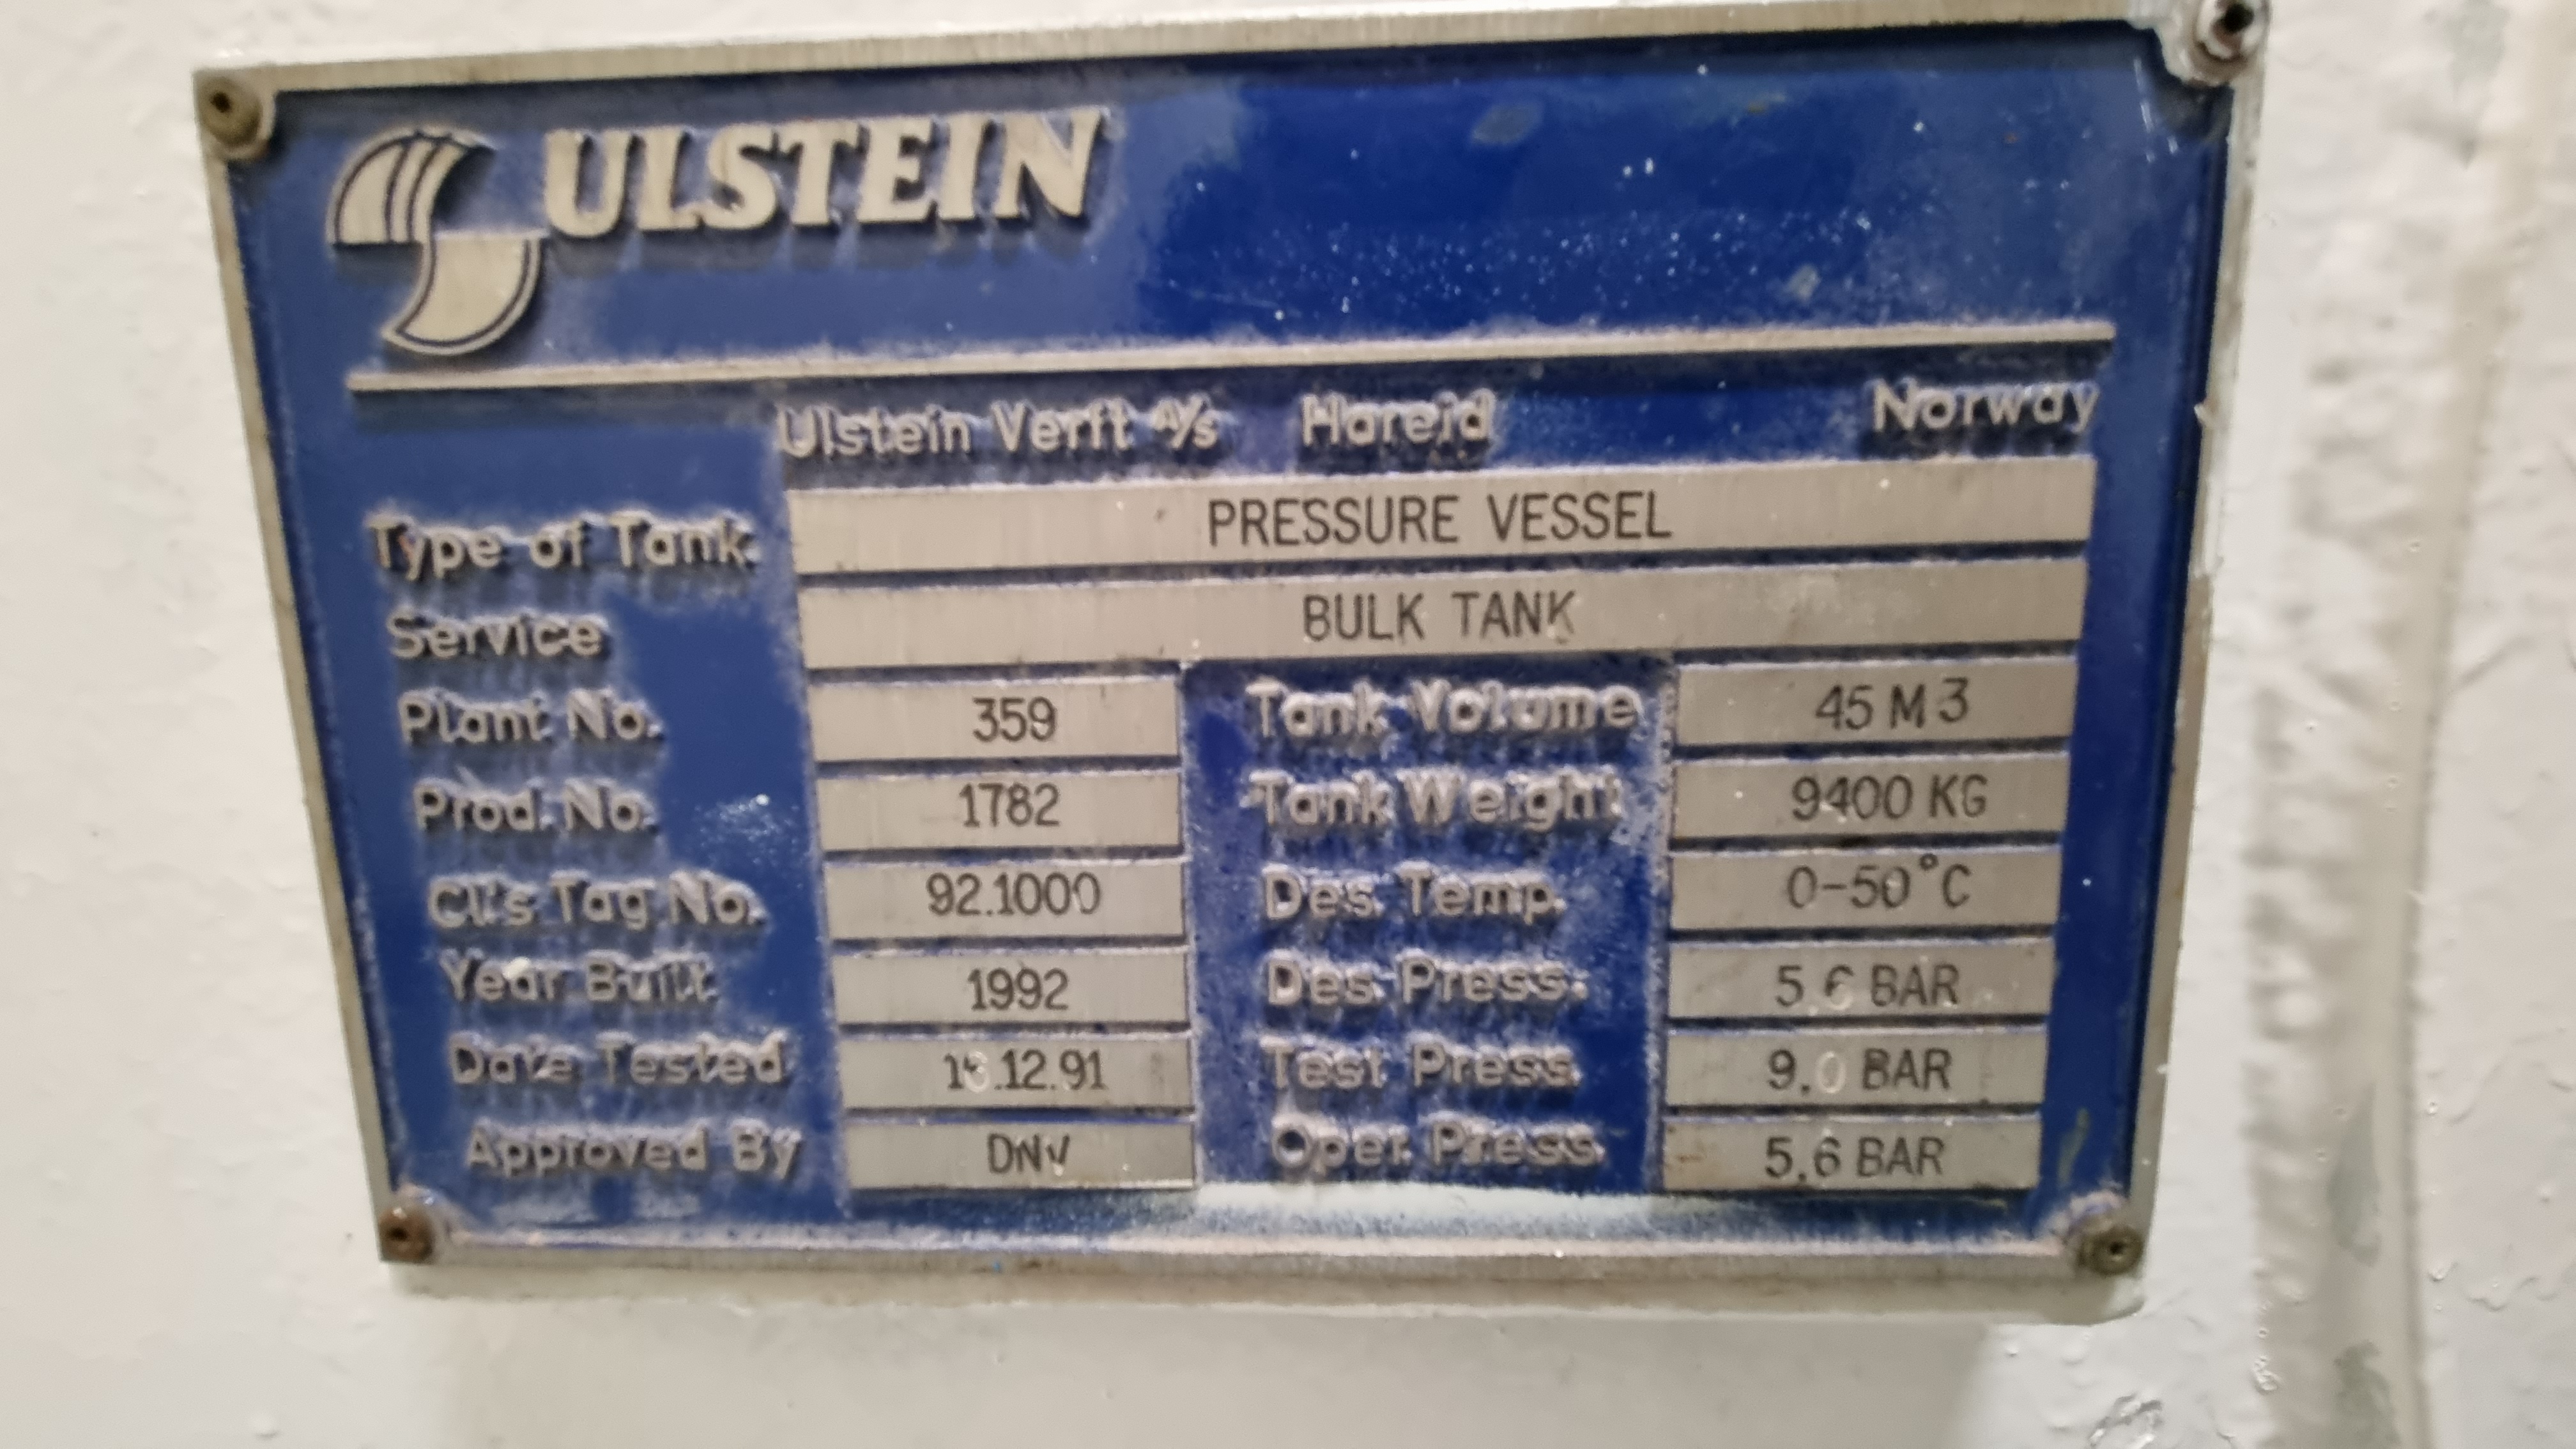 ULSTEIN
Ulstein Verft A/s Hareid Norway
Type of Tank PRESSURE VESSEL
Service BULK TANK
Plant No. 359 Tank Volume 45 M3
Prod. No. 1782 Tank Weight 9400 KG
Cu's Tag No. 92.1000 Des. Temp. 0-50°C
Year Built 1992 Des. Press. 5.6 BAR
Date Tested Test Press. 9.0 BAR
Approved By DNV Oper. Press. 5.6 BAR